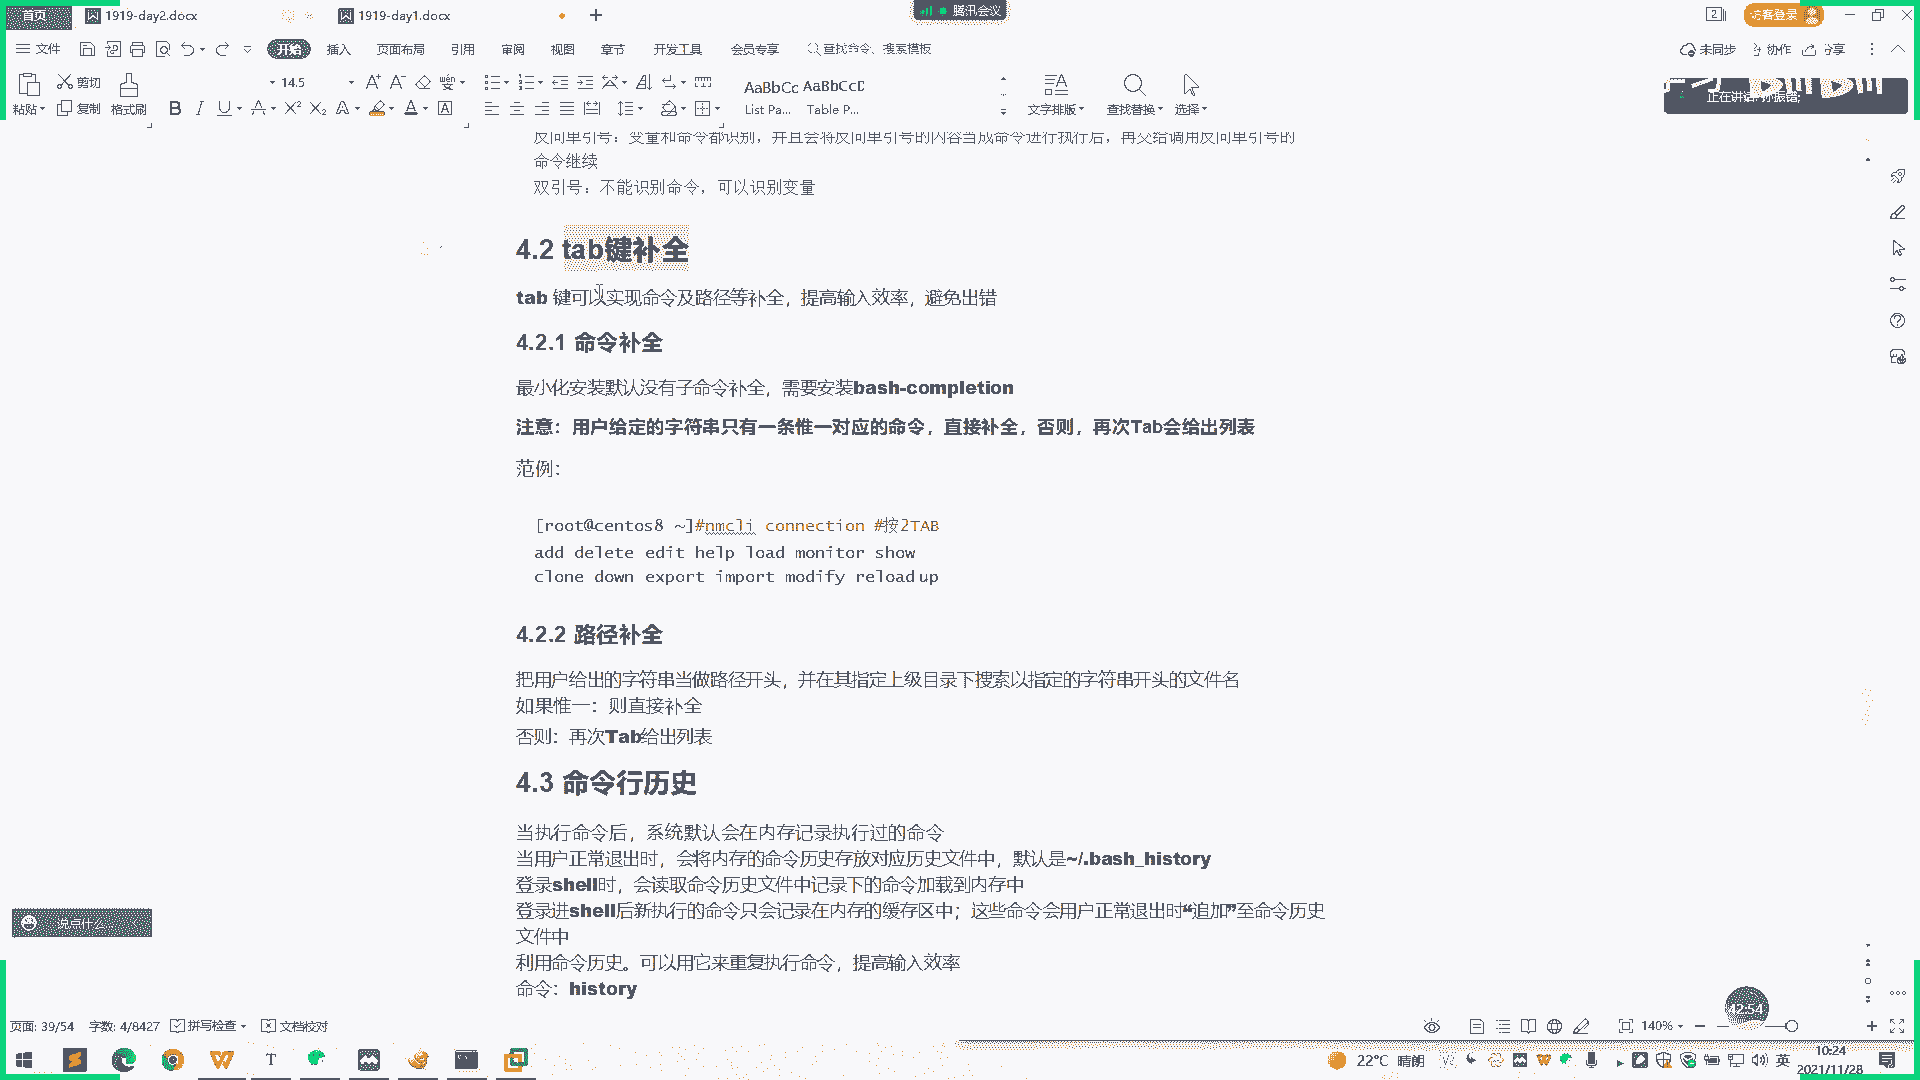 首页 1919-day2.docx 1919-day1.docx 腾讯会议 访客登录
文件 开始 插入 页面布局 引用 审阅 视图 章节 开发工具 会员专享 查找命令、搜索模板 未同步 协作 分享
剪切 14.5 AaBbCc AaBbCcD
粘贴 复制 格式刷 List Pa... Table P... 文字排版 查找替换 选择
正在讲话:
反向单引号：变量和命令都识别，并且会将反向单引号的内容当成命令进行执行后，再交给调用反向单引号的
命令继续
双引号：不能识别命令，可以识别变量
4.2 tab键补全
tab 键可以实现命令及路径等补全，提高输入效率，避免出错
4.2.1 命令补全
最小化安装默认没有子命令补全，需要安装bash-completion
注意：用户给定的字符串只有一条惟一对应的命令，直接补全，否则，再次Tab会给出列表
范例：
[root@centos8 ~]#nmcli connection #按2TAB
add delete edit help load monitor show
clone down export import modify reload up
4.2.2 路径补全
把用户给出的字符串当做路径开头，并在其指定上级目录下搜索以指定的字符串开头的文件名
如果惟一：则直接补全
否则：再次Tab给出列表
4.3 命令行历史
当执行命令后，系统默认会在内存记录执行过的命令
当用户正常退出时，会将内存的命令历史存放对应历史文件中，默认是~/.bash_history
登录shell时，会读取命令历史文件中记录下的命令加载到内存中
登录进shell后新执行的命令只会记录在内存的缓存区中；这些命令会用户正常退出时“追加”至命令历史
文件中
利用命令历史。可以用它来重复执行命令，提高输入效率
命令：history
说点什么...
42:54
页面: 39/54 字数: 4/8427 拼写检查 文档校对 140%
22°C 晴朗 英 10:24
2021/11/28